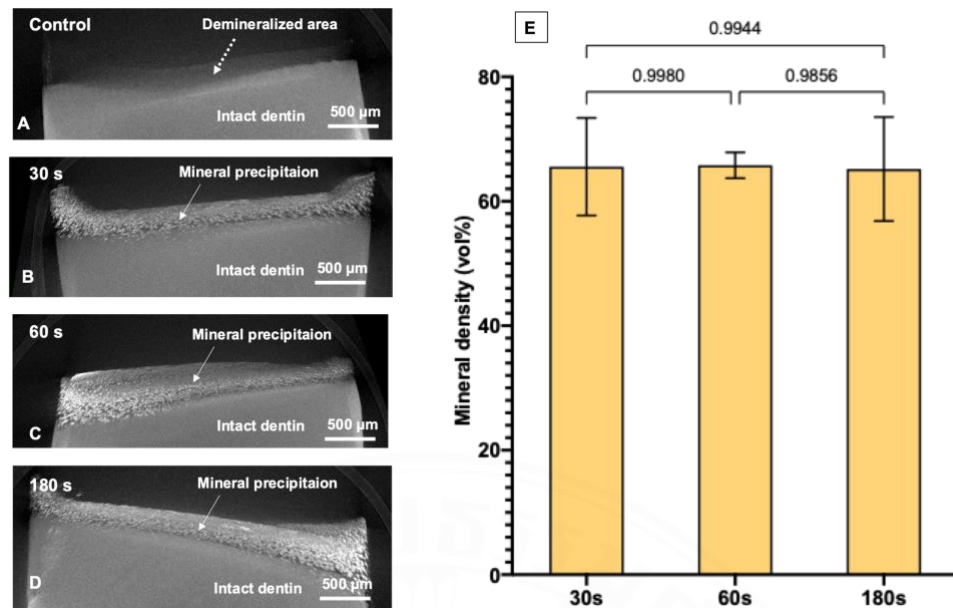 Control
Demineralized area
Intact dentin
500 µm
A
30 s
Mineral precipitaion
Intact dentin
500 µm
B
60 s
Mineral precipitaion
Intact dentin
500 µm
C
180 s
Mineral precipitaion
Intact dentin
500 µm
D
E
0.9944
0.9980
0.9856
Mineral density (vol%)
80
60
40
20
0
30s
60s
180s